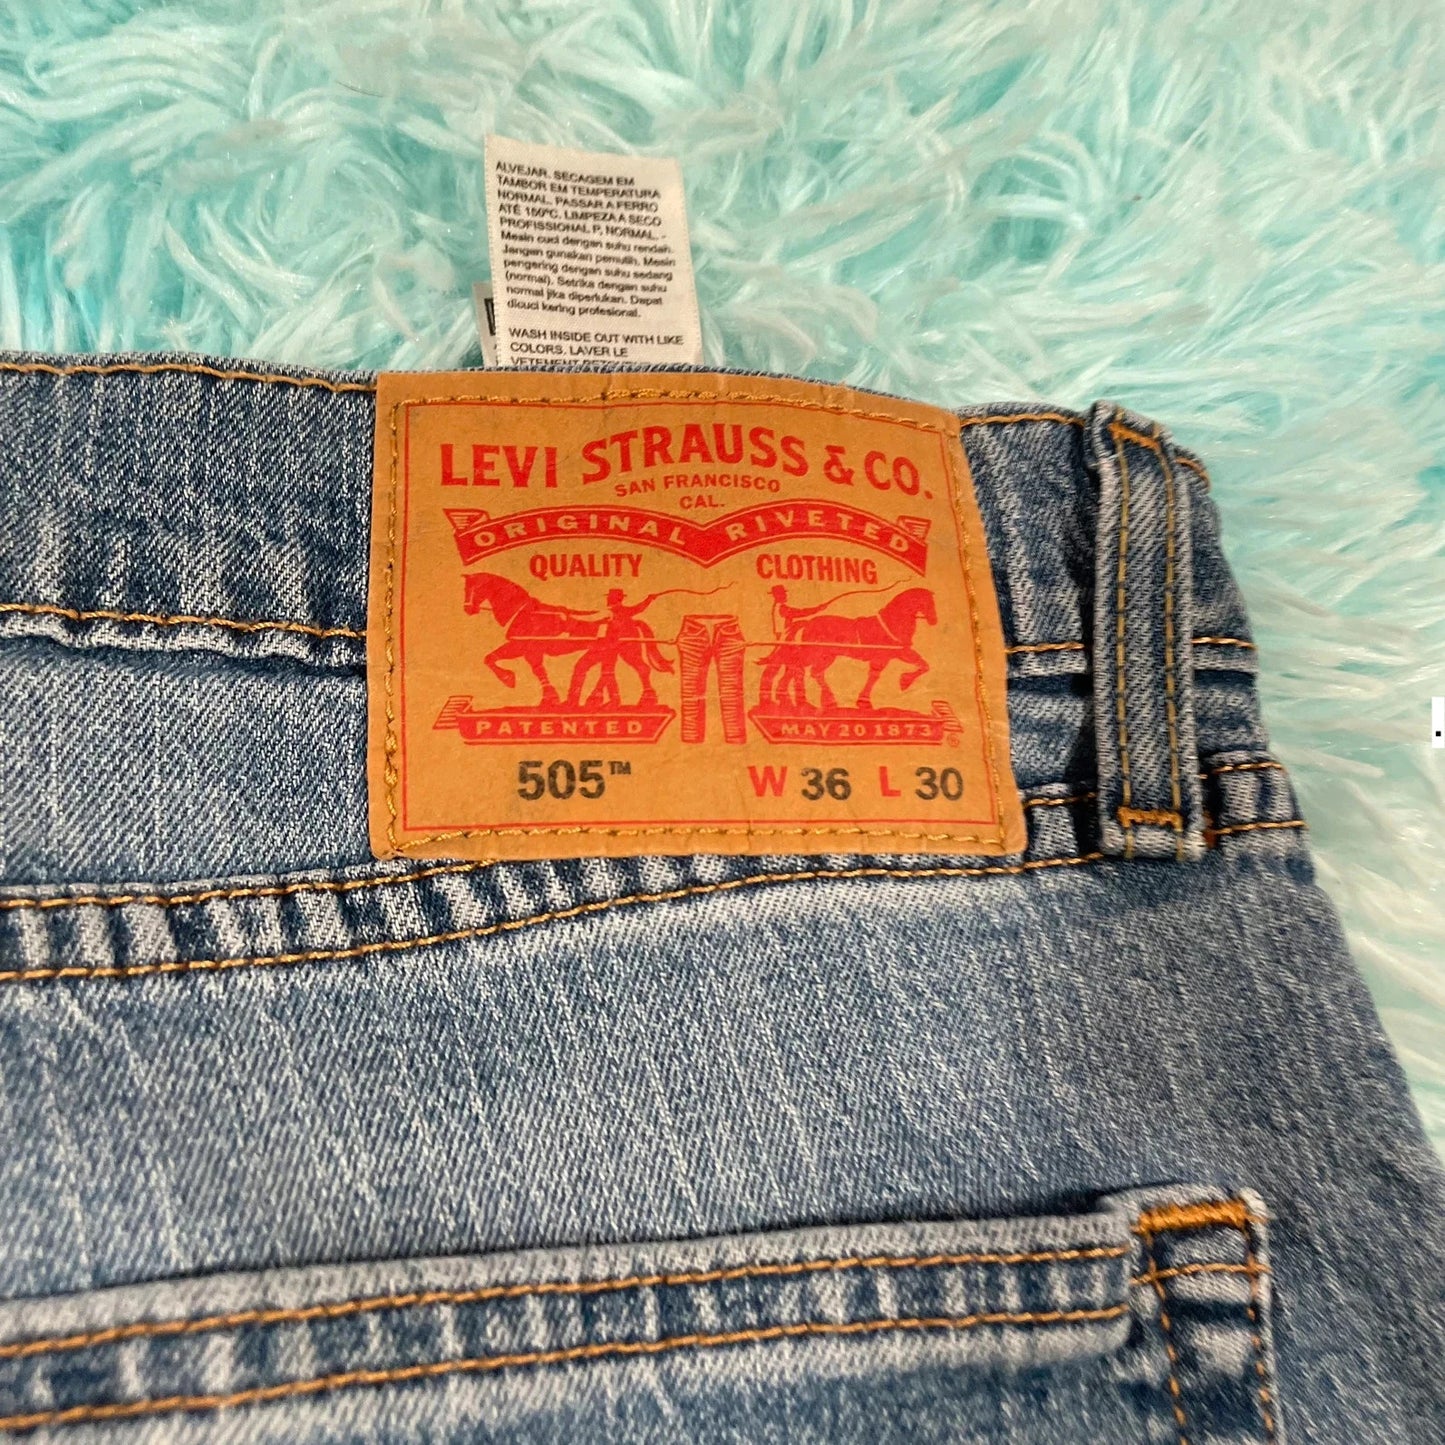 ALVEJAR. SECAGEM EM
TAMBOR EM TEMPERATURA
NORMAL. PASSAR A FERRO
ATÉ 150°C. LIMPEZA A SECO
PROFISSIONAL P, NORMAL. -
Mesin cuci dengan suhu rendah.
Jangan gunakan pemutih. Mesin
pengering dengan suhu sedang
(normal). Setrika dengan suhu
normal jika diperlukan. Dapat
dicuci kering profesional.
WASH INSIDE OUT WITH LIKE
COLORS. LAVER LE
VETEMENT
LEVI STRAUSS & CO.
SAN FRANCISCO
CAL.
ORIGINAL RIVETED
QUALITY CLOTHING
PATENTED MAY 20 1873 ®
505™ W 36 L 30